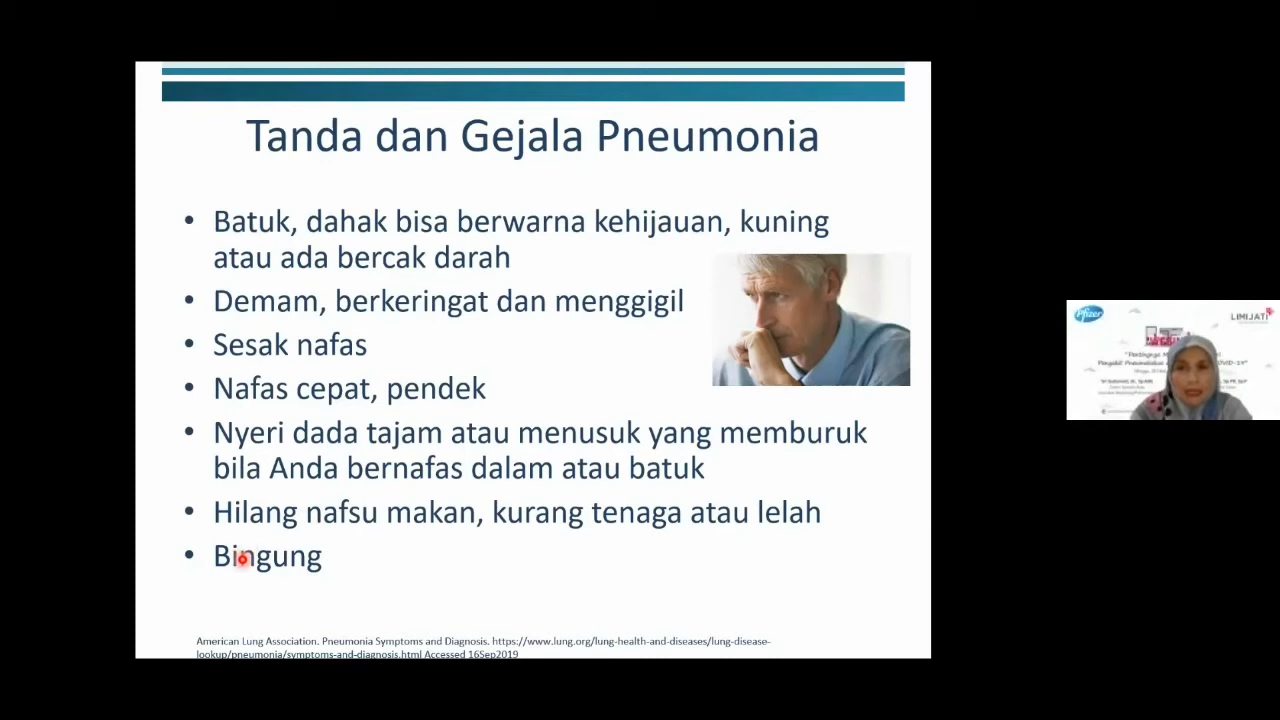 Tanda dan Gejala Pneumonia
• Batuk, dahak bisa berwarna kehijauan, kuning
atau ada bercak darah
• Demam, berkeringat dan menggigil
• Sesak nafas
• Nafas cepat, pendek
• Nyeri dada tajam atau menusuk yang memburuk
bila Anda bernafas dalam atau batuk
• Hilang nafsu makan, kurang tenaga atau lelah
• Bingung
American Lung Association. Pneumonia Symptoms and Diagnosis. https://www.lung.org/lung-health-and-diseases/lung-disease-
lookup/pneumonia/symptoms-and-diagnosis.html Accessed 16Sep2019
Pfizer
LIMIJATI